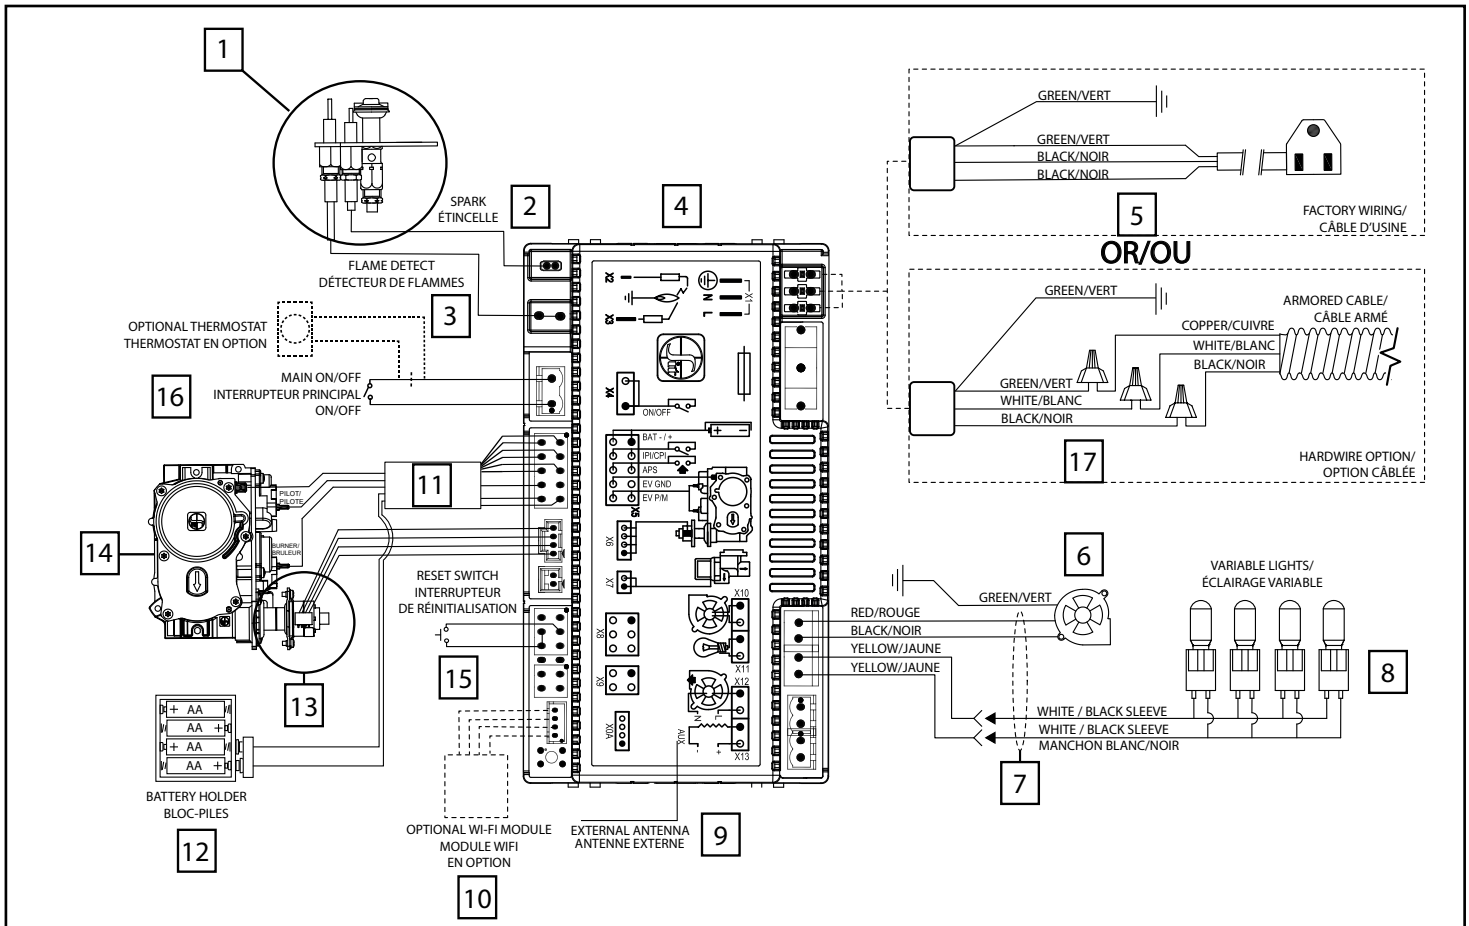 1
SPARK
ÉTINCELLE
2
4
FLAME DETECT
DÉTECTEUR DE FLAMMES
3
OPTIONAL THERMOSTAT
THERMOSTAT EN OPTION
MAIN ON/OFF
INTERRUPTEUR PRINCIPAL
ON/OFF
16
11
PILOT/
PILOTE
BURNER/
BRULEUR
14
13
RESET SWITCH
INTERRUPTEUR
DE RÉINITIALISATION
15
+ AA
AA +
+ AA
AA +
BATTERY HOLDER
BLOC-PILES
12
OPTIONAL WI-FI MODULE
MODULE WIFI
EN OPTION
10
EXTERNAL ANTENNA
ANTENNE EXTERNE
9
X2
X3
X1
N
L
X4
ON/OFF
+ −
BAT - / +
IPI/CPI
APS
EV GND
EV P/M
X5
X6
X7
X8
X9
X0A
X10
X11
X12
N
L
AUX
- +
X13
GREEN/VERT
GREEN/VERT
BLACK/NOIR
BLACK/NOIR
5
FACTORY WIRING/
CÂBLE D'USINE
OR/OU
GREEN/VERT
ARMORED CABLE/
CÂBLE ARMÉ
COPPER/CUIVRE
WHITE/BLANC
BLACK/NOIR
GREEN/VERT
WHITE/BLANC
BLACK/NOIR
17
HARDWIRE OPTION/
OPTION CÂBLÉE
6
GREEN/VERT
RED/ROUGE
BLACK/NOIR
YELLOW/JAUNE
YELLOW/JAUNE
VARIABLE LIGHTS/
ÉCLAIRAGE VARIABLE
8
WHITE / BLACK SLEEVE
WHITE / BLACK SLEEVE
MANCHON BLANC/NOIR
7